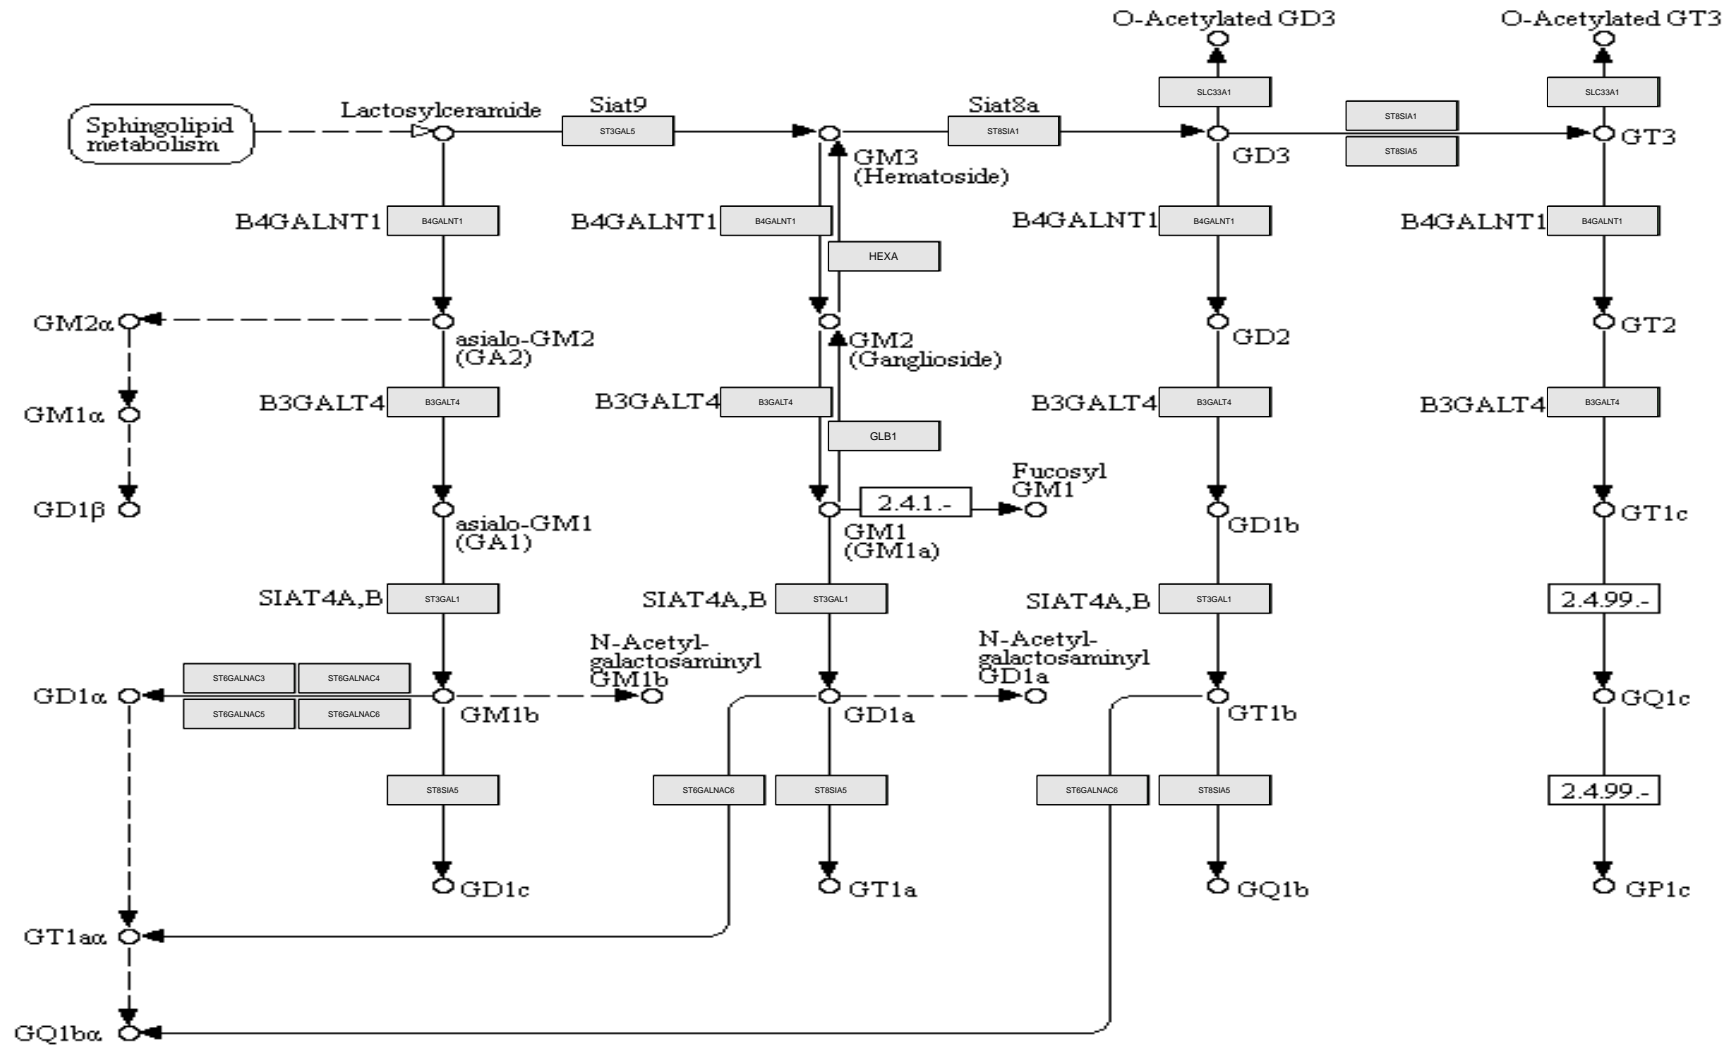 O-Acetylated GD3
O-Acetylated GT3
SLC33A1
SLC33A1
Lactosylceramide
Siat9
Siat8a
Sphingolipid
metabolism
ST3GAL5
ST8SIA1
ST8SIA1
ST8SIA5
GM3
(Hematoside)
GD3
GT3
B4GALNT1
B4GALNT1
B4GALNT1
B4GALNT1
B4GALNT1
B4GALNT1
B4GALNT1
B4GALNT1
HEXA
GM2α
asialo-GM2
(GA2)
GM2
(Ganglioside)
GD2
GT2
GM1α
B3GALT4
B3GALT4
B3GALT4
B3GALT4
B3GALT4
B3GALT4
B3GALT4
B3GALT4
GLB1
Fucosyl
GM1
2.4.1.-
GD1β
asialo-GM1
(GA1)
GM1
(GM1a)
GD1b
GT1c
SIAT4A,B
ST3GAL1
SIAT4A,B
ST3GAL1
SIAT4A,B
ST3GAL1
2.4.99.-
N-Acetyl-
galactosaminyl
GM1b
N-Acetyl-
galactosaminyl
GD1a
ST6GALNAC3
ST6GALNAC4
ST6GALNAC5
ST6GALNAC6
GD1α
GM1b
GD1a
GT1b
GQ1c
ST8SIA5
ST6GALNAC6
ST8SIA5
ST6GALNAC6
ST8SIA5
2.4.99.-
GD1c
GT1a
GQ1b
GP1c
GT1aα
GQ1bα